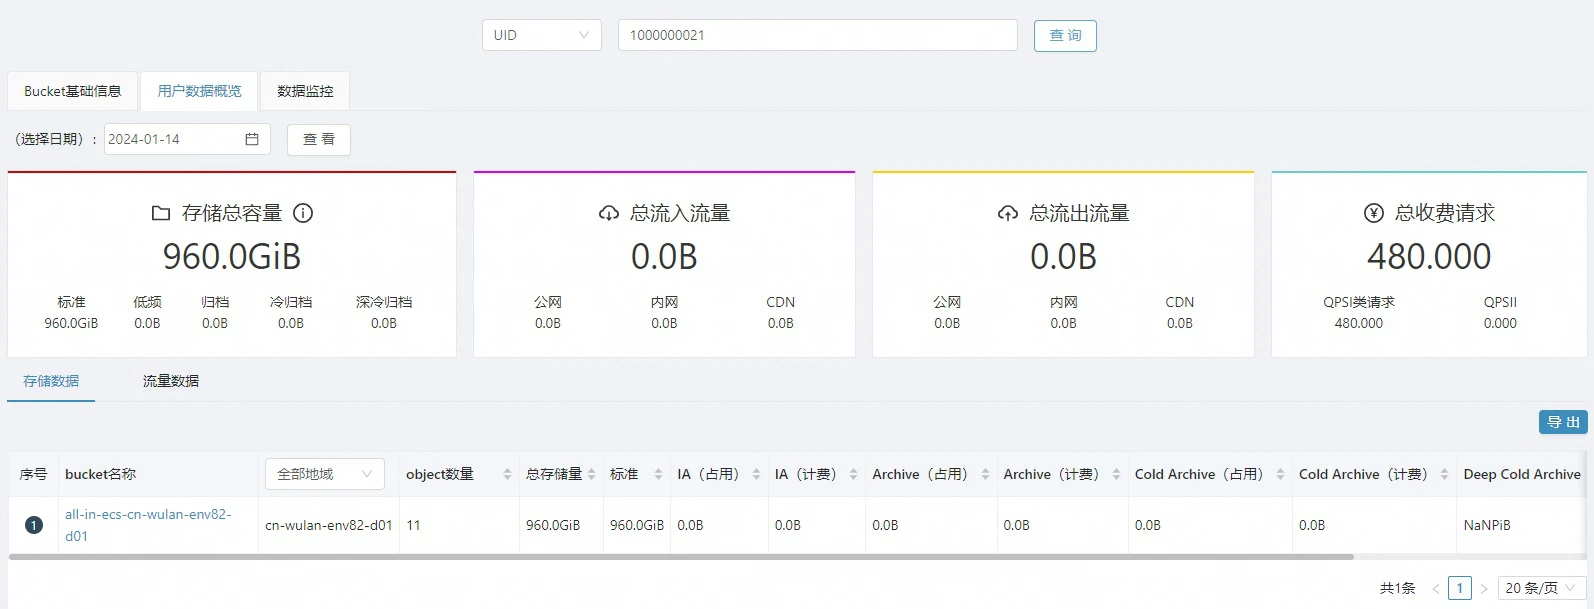 UID 1000000021 查 询
Bucket基础信息 用户数据概览 数据监控
（选择日期）: 2024-01-14 查 看
存储总容量 总流入流量 总流出流量 总收费请求
960.0GiB 0.0B 0.0B 480.000
标准 低频 归档 冷归档 深冷归档 公网 内网 CDN 公网 内网 CDN QPSI类请求 QPSII
960.0GiB 0.0B 0.0B 0.0B 0.0B 0.0B 0.0B 0.0B 0.0B 0.0B 0.0B 480.000 0.000
存储数据 流量数据
导 出
序号 bucket名称 全部地域 object数量 总存储量 标准 IA（占用） IA（计费） Archive（占用） Archive（计费） Cold Archive（占用） Cold Archive（计费） Deep Cold Archive
1 all-in-ecs-cn-wulan-env82- cn-wulan-env82-d01 11 960.0GiB 960.0GiB 0.0B 0.0B 0.0B 0.0B 0.0B 0.0B NaNPiB
d01
共1条 < 1 > 20 条/页